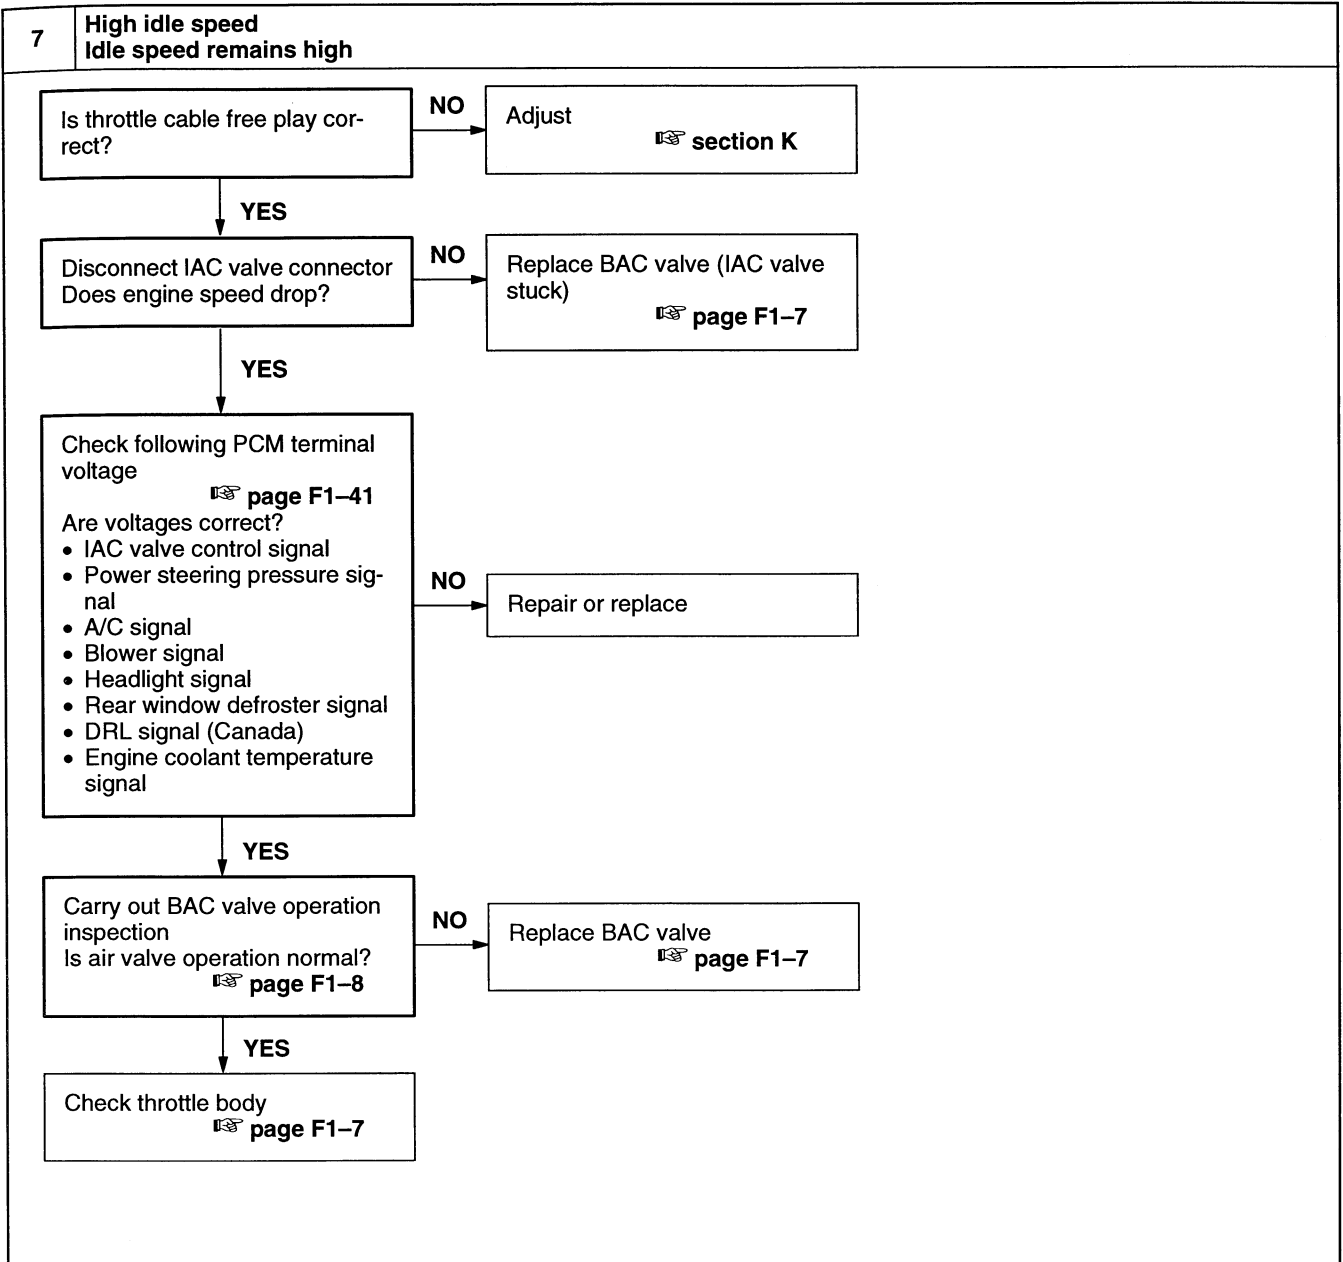 7
High idle speed
Idle speed remains high
Is throttle cable free play cor-
rect?
NO
Adjust
☞ section K
YES
Disconnect IAC valve connector
Does engine speed drop?
NO
Replace BAC valve (IAC valve
stuck)
☞ page F1–7
YES
Check following PCM terminal
voltage
☞ page F1–41
Are voltages correct?
• IAC valve control signal
• Power steering pressure sig-
nal
• A/C signal
• Blower signal
• Headlight signal
• Rear window defroster signal
• DRL signal (Canada)
• Engine coolant temperature
signal
NO
Repair or replace
YES
Carry out BAC valve operation
inspection
Is air valve operation normal?
☞ page F1–8
NO
Replace BAC valve
☞ page F1–7
YES
Check throttle body
☞ page F1–7